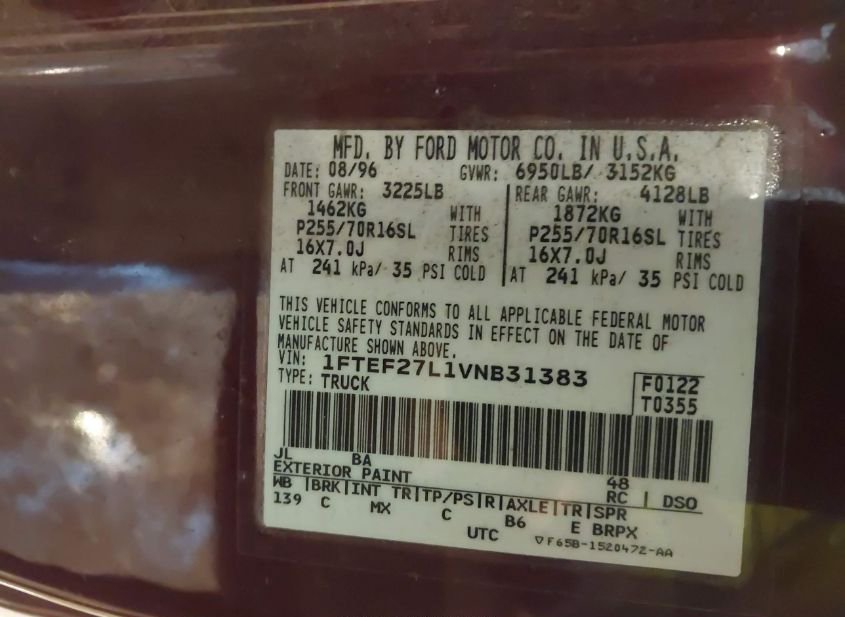 MFD. BY FORD MOTOR CO. IN U.S.A.
DATE: 08/96 GVWR: 6950LB/ 3152KG
FRONT GAWR: 3225LB REAR GAWR: 4128LB
1462KG WITH 1872KG WITH
P255/70R16SL TIRES P255/70R16SL TIRES
16X7.0J RIMS 16X7.0J RIMS
AT 241 kPa/ 35 PSI COLD AT 241 kPa/ 35 PSI COLD
THIS VEHICLE CONFORMS TO ALL APPLICABLE FEDERAL MOTOR
VEHICLE SAFETY STANDARDS IN EFFECT ON THE DATE OF
MANUFACTURE SHOWN ABOVE.
VIN: 1FTEF27L1VNB31383 F0122
TYPE: TRUCK T0355
JL BA 48
EXTERIOR PAINT RC DSO
WB BRK INT TR TP/PS R AXLE TR SPR
139 C MX C B6 E BRPX
UTC ▽F65B-1520472-AA